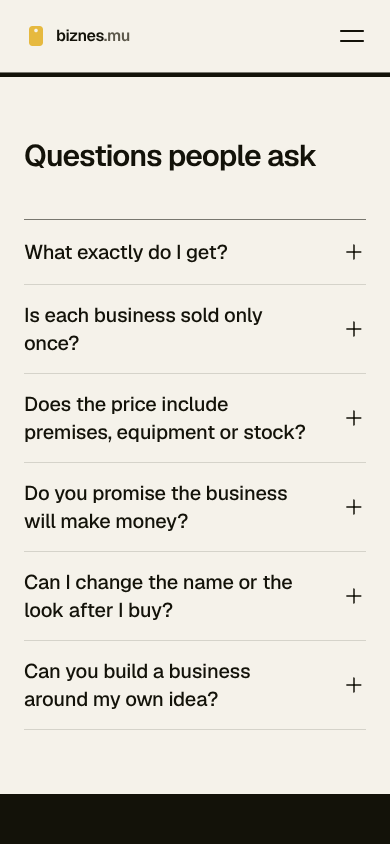 biznes.mu
Questions people ask
What exactly do I get?
Is each business sold only
once?
Does the price include
premises, equipment or stock?
Do you promise the business
will make money?
Can I change the name or the
look after I buy?
Can you build a business
around my own idea?